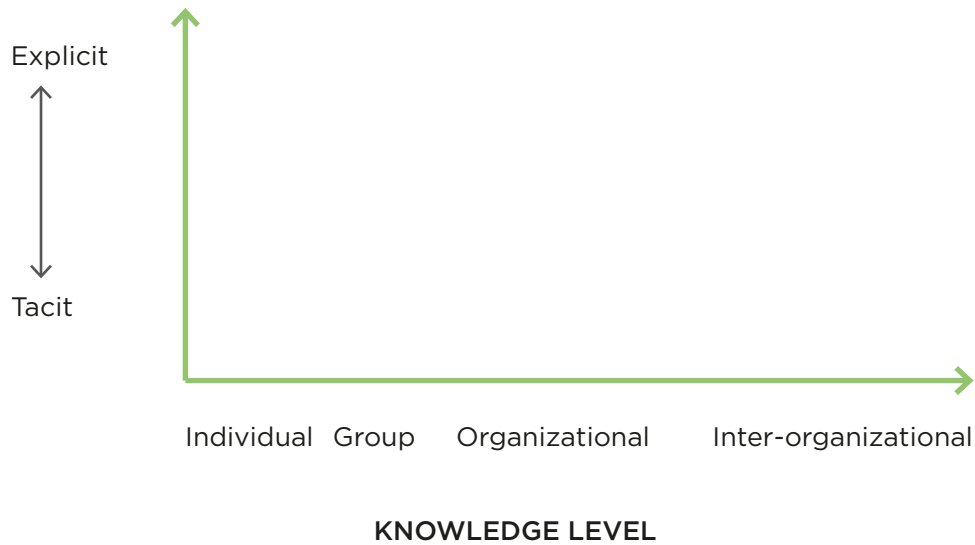 Explicit
Tacit
Individual Group Organizational Inter-organizational
KNOWLEDGE LEVEL